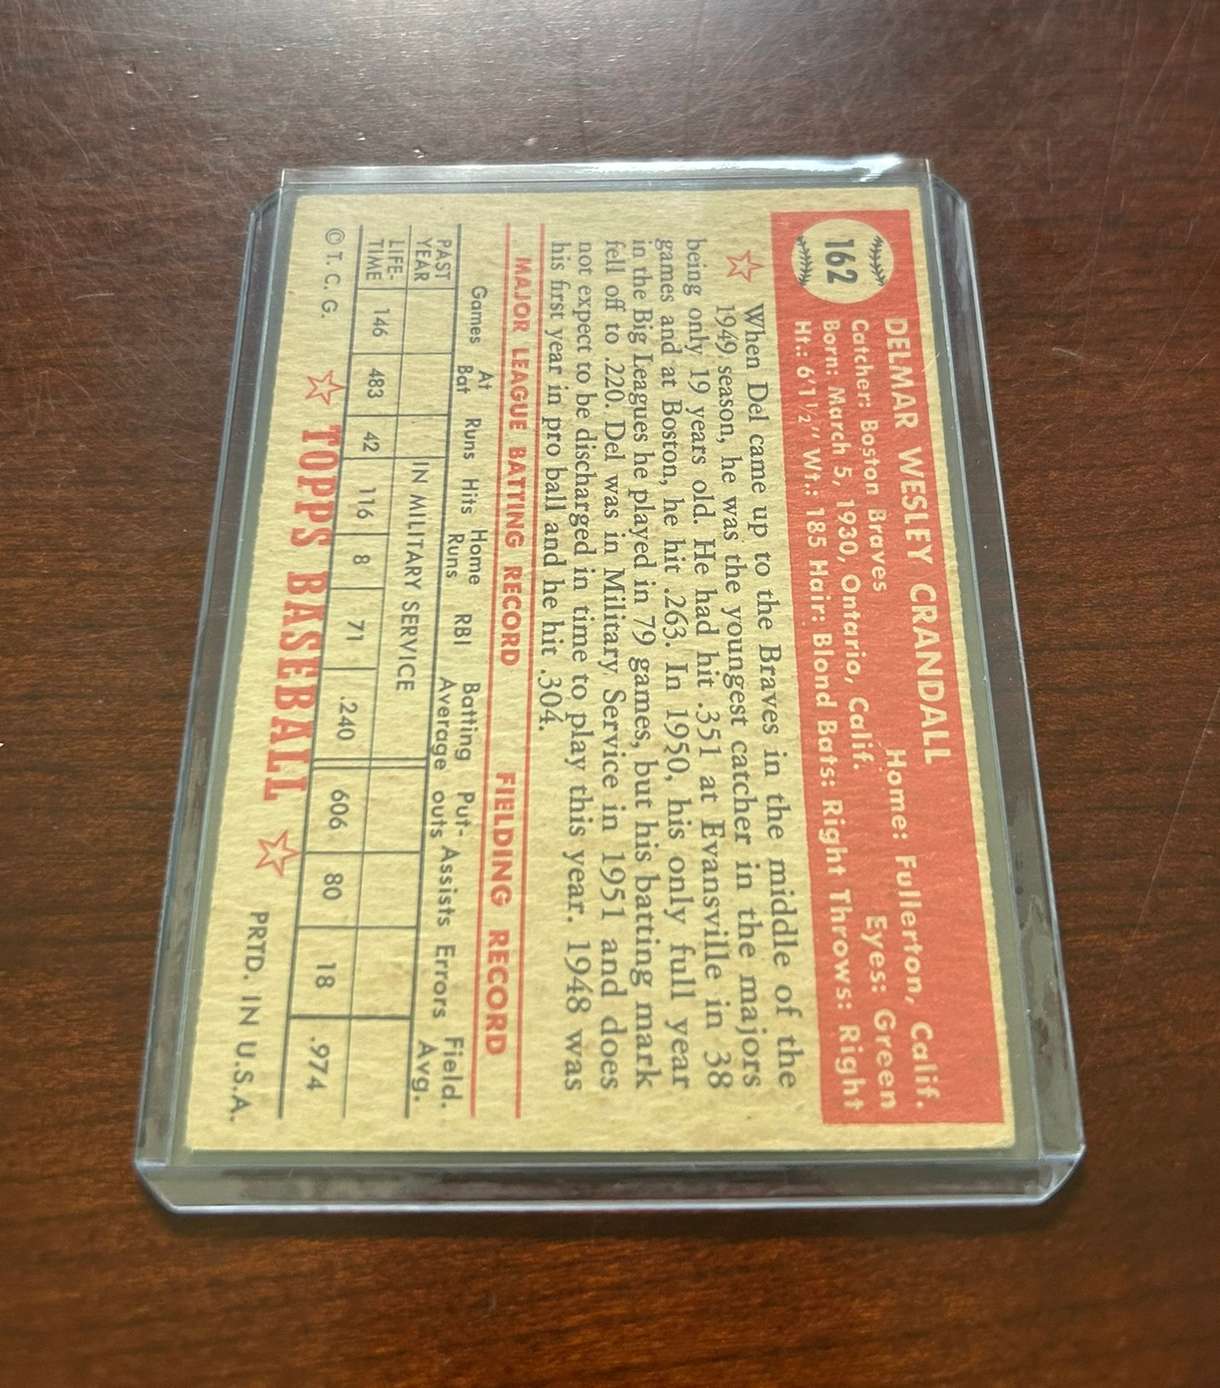 162
DELMAR WESLEY CRANDALL
Catcher: Boston Braves Home: Fullerton, Calif.
Born: March 5, 1930, Ontario, Calif. Eyes: Green
Ht.: 6'1½" Wt.: 185 Hair: Blond Bats: Right Throws: Right
When Del came up to the Braves in the middle of the
1949 season, he was the youngest catcher in the majors
being only 19 years old. He had hit .351 at Evansville in 38
games and at Boston, he hit .263. In 1950, his only full year
in the Big Leagues he played in 79 games, but his batting mark
fell off to .220. Del was in Military Service in 1951 and does
not expect to be discharged in time to play this year. 1948 was
his first year in pro ball and he hit .304.
MAJOR LEAGUE BATTING RECORD FIELDING RECORD
Games At Bat Runs Hits Home Runs RBI Batting Average Put-outs Assists Errors Field. Avg.
PAST YEAR IN MILITARY SERVICE
LIFE-TIME 146 483 42 116 8 71 .240 606 80 18 .974
© T. C. G. TOPPS BASEBALL PRTD. IN U.S.A.